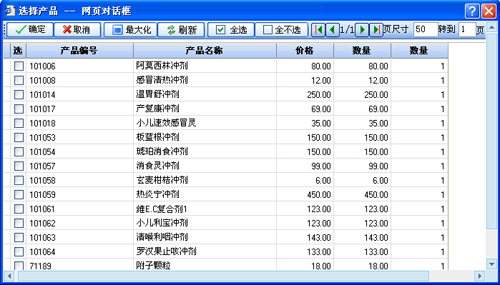 选择产品 -- 网页对话框
确定 取消 最大化 刷新 全选 全不选 1/1 页尺寸 50 转到 1 页
选 产品编号 产品名称 价格 数量 数量
101006 阿莫西林冲剂 80.00 80.00 1
101008 感冒清热冲剂 12.00 12.00 1
101014 温胃舒冲剂 250.00 250.00 1
101017 产复康冲剂 69.00 69.00 1
101018 小儿速效感冒灵 35.00 35.00 1
101053 板蓝根冲剂 150.00 150.00 1
101054 琥珀消食冲剂 150.00 150.00 1
101057 消食灵冲剂 99.00 99.00 1
101058 玄麦柑桔冲剂 6.00 6.00 1
101059 热炎宁冲剂 450.00 450.00 1
101061 维E.C复合剂1 123.00 123.00 1
101062 小儿利宝冲剂 123.00 123.00 1
101063 清喉利咽冲剂 143.00 143.00 1
101064 罗汉果止咳冲剂 133.00 133.00 1
71189 附子颗粒 18.00 18.00 1